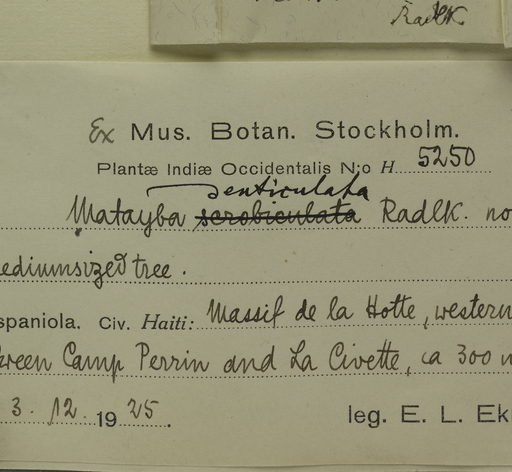 Radlk
Ex Mus. Botan. Stockholm.
Plantæ Indiæ Occidentalis N:o H 5250
denticulata
Matayba scrobiculata Radlk. no
ediumsized tree.
spaniola. Civ. Haiti: Massif de la Hotte, western
ween Camp Perrin and La Civette, ca 300 m
3. 12. 1925.
leg. E. L. Ek